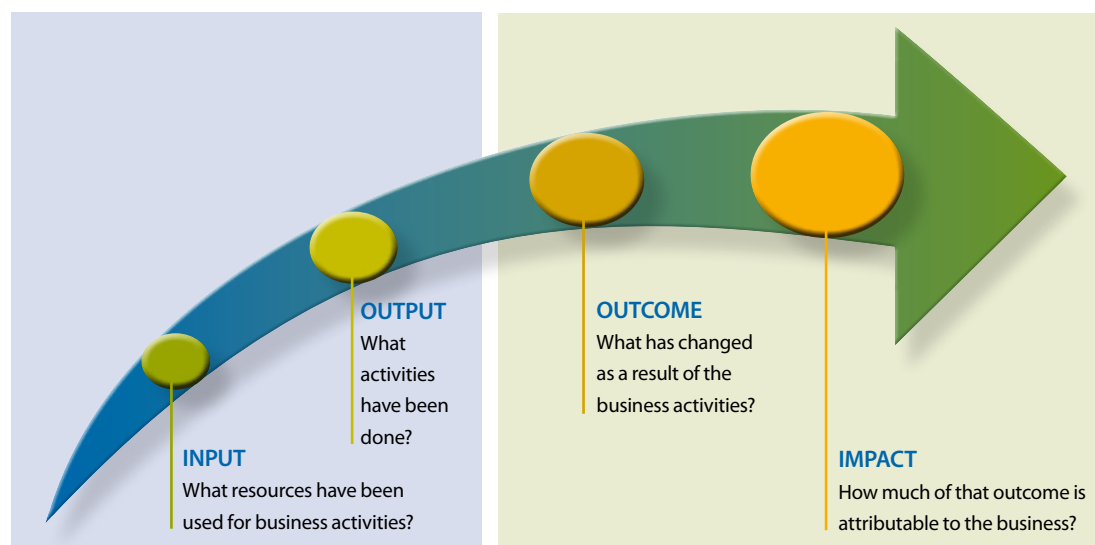 INPUT
What resources have been
used for business activities?
OUTPUT
What
activities
have been
done?
OUTCOME
What has changed
as a result of the
business activities?
IMPACT
How much of that outcome is
attributable to the business?